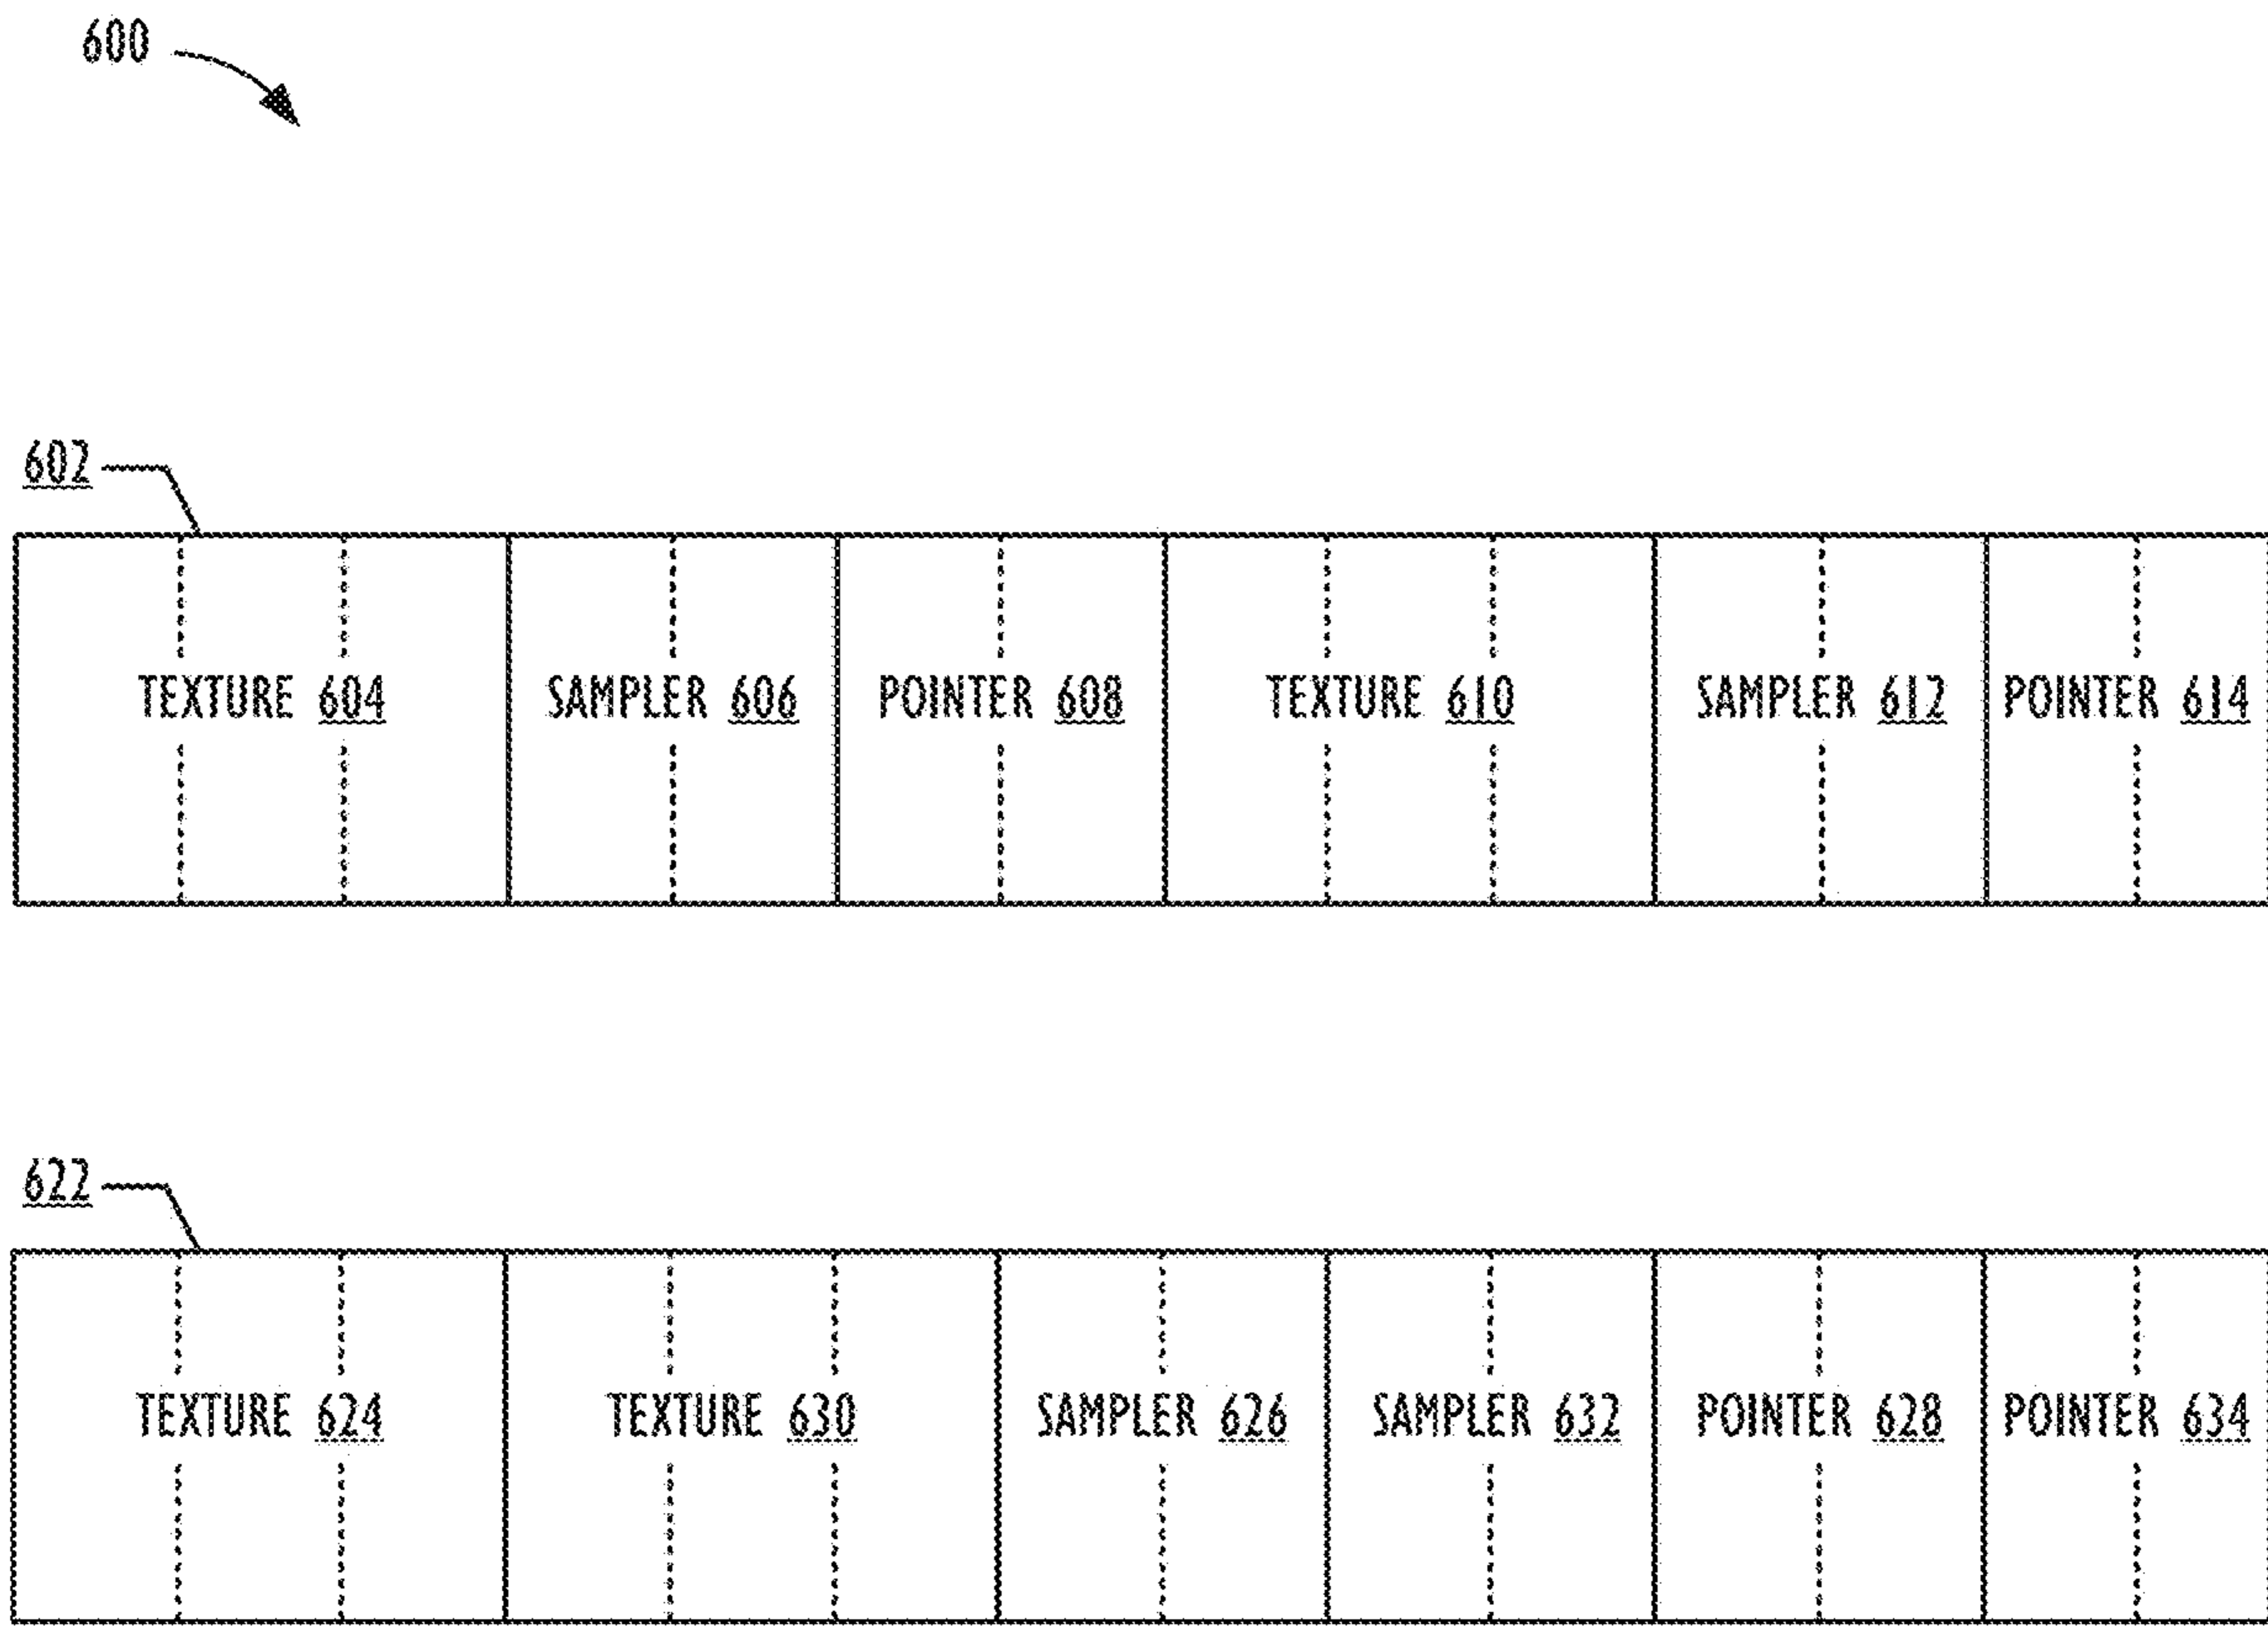 600
602
TEXTURE 604 SAMPLER 606 POINTER 608 TEXTURE 610 SAMPLER 612 POINTER 614
622
TEXTURE 624 TEXTURE 630 SAMPLER 626 SAMPLER 632 POINTER 628 POINTER 634